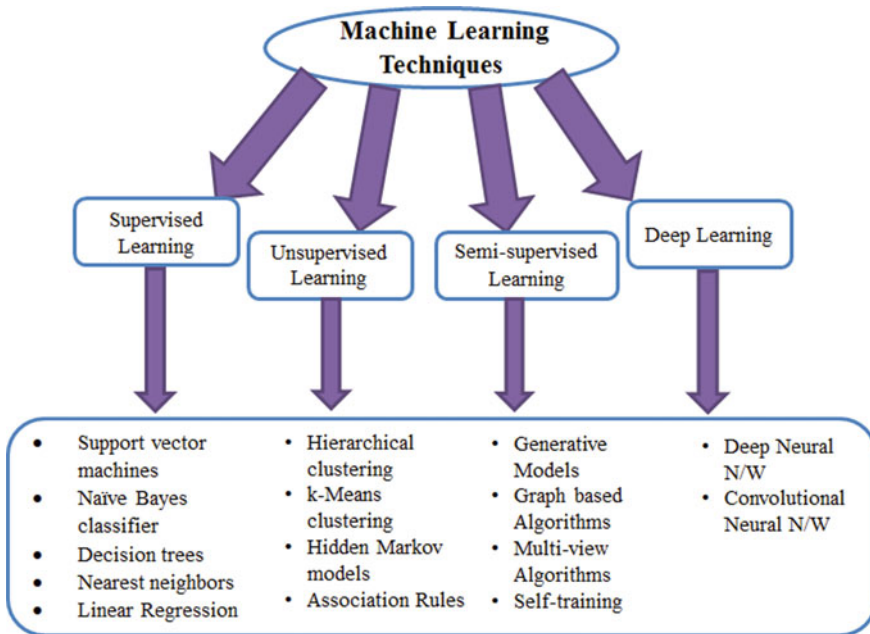 Machine Learning
Techniques
Supervised
Learning
Unsupervised
Learning
Semi-supervised
Learning
Deep Learning
• Support vector
machines
• Naïve Bayes
classifier
• Decision trees
• Nearest neighbors
• Linear Regression
• Hierarchical
clustering
• k-Means
clustering
• Hidden Markov
models
• Association Rules
• Generative
Models
• Graph based
Algorithms
• Multi-view
Algorithms
• Self-training
• Deep Neural
N/W
• Convolutional
Neural N/W